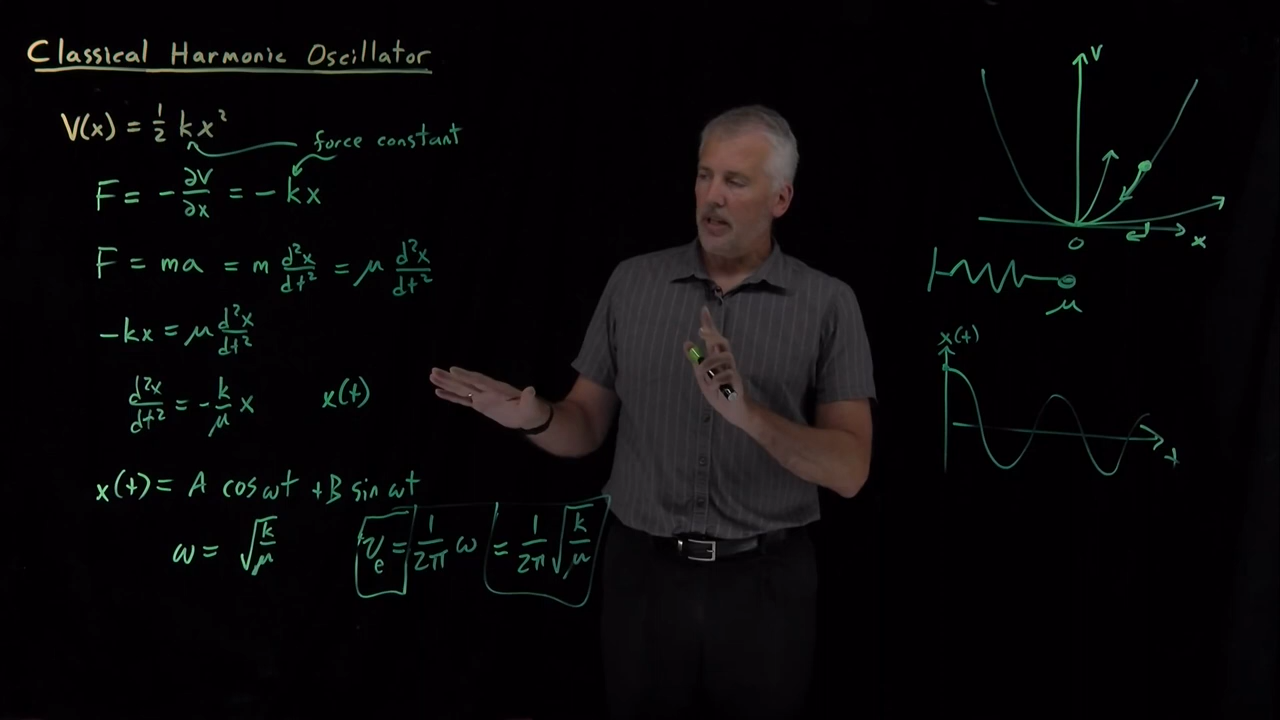 Classical Harmonic Oscillator
V(x) = 1/2 kx²
force constant
F = -∂V/∂x = -kx
F = ma = m d²x/dt² = μ d²x/dt²
-kx = μ d²x/dt²
d²x/dt² = -k/μ x    x(t)
x(t) = A cos ωt + B sin ωt
ω = √(k/μ)    ν_e = 1/2π ω = 1/2π √(k/μ)
V
0
x
μ
x(t)
t